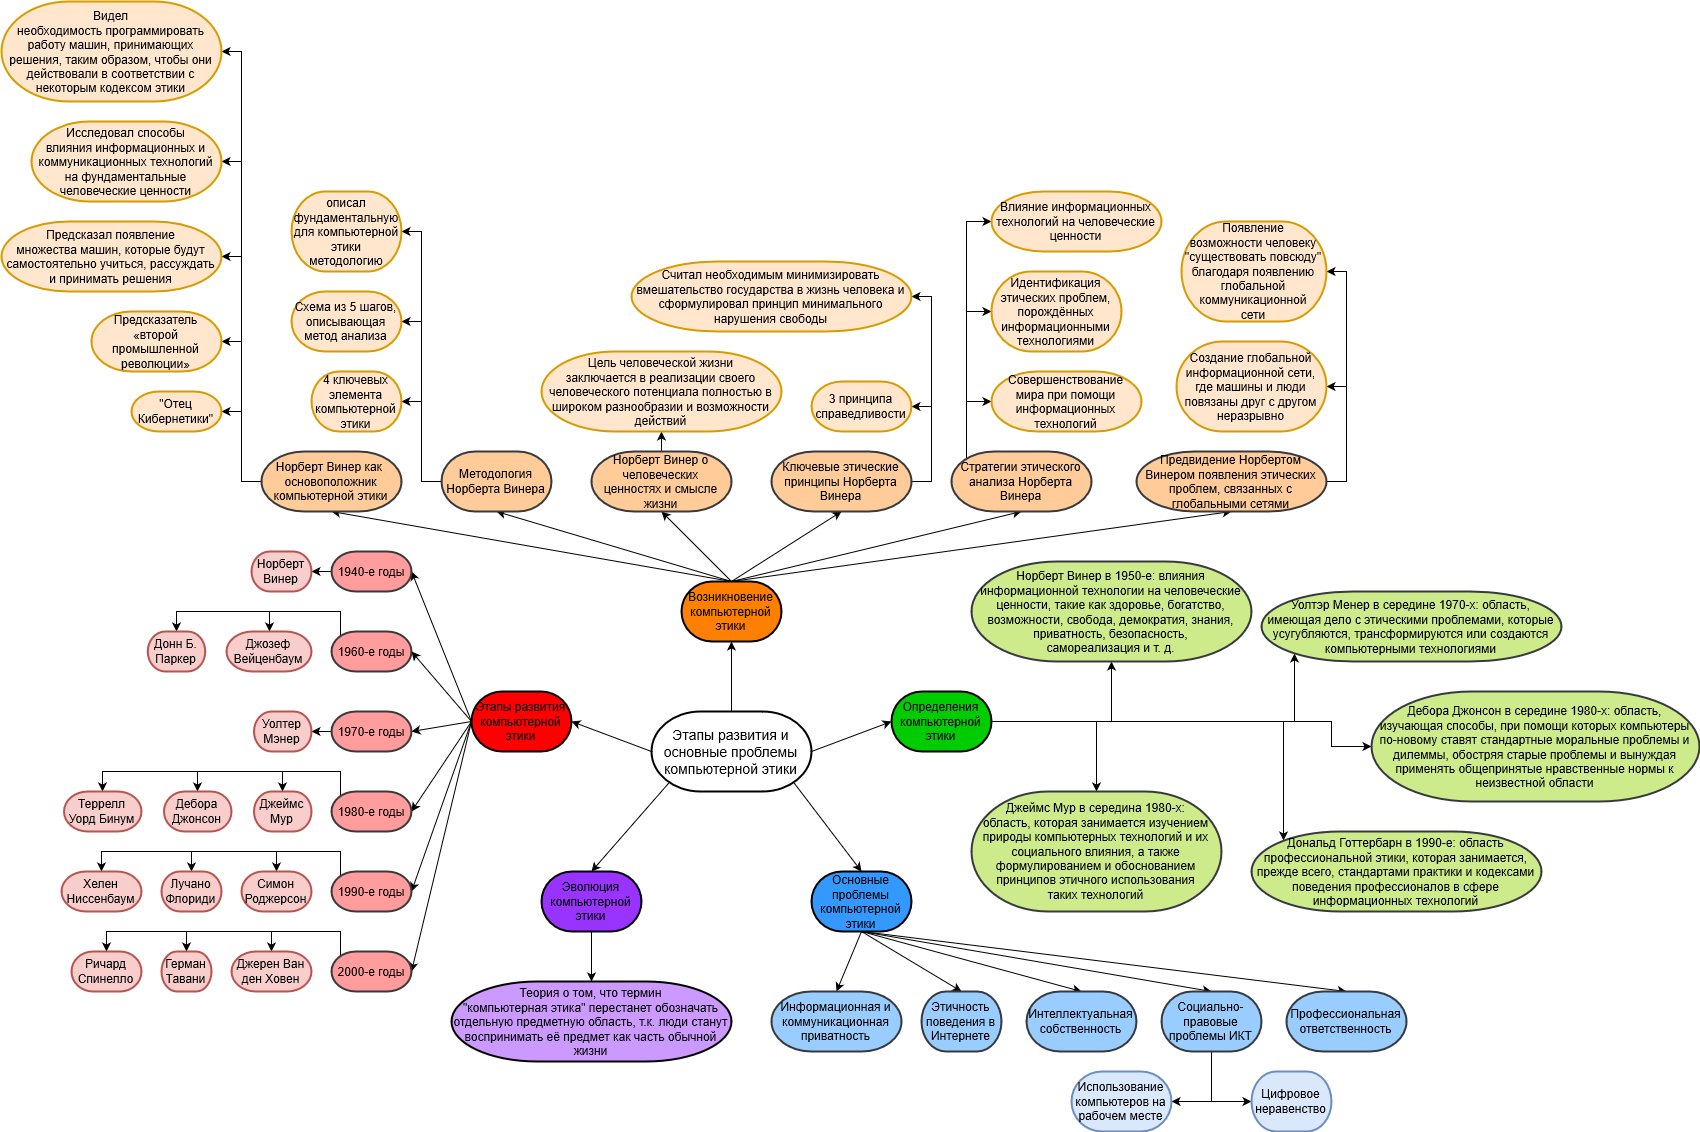 Видел
необходимость программировать
работу машин, принимающих
решения, таким образом, чтобы они
действовали в соответствии с
некоторым кодексом этики
Исследовал способы
влияния информационных и
коммуникационных технологий
на фундаментальные
человеческие ценности
Предсказал появление
множества машин, которые будут
самостоятельно учиться, рассуждать
и принимать решения
Предсказатель
«второй
промышленной
революции»
"Отец
Кибернетики"
описал
фундаментальную
для компьютерной
этики
методологию
Схема из 5 шагов,
описывающая
метод анализа
4 ключевых
элемента
компьютерной
этики
Считал необходимым минимизировать
вмешательство государства в жизнь человека и
сформулировал принцип минимального
нарушения свободы
Цель человеческой жизни
заключается в реализации своего
человеческого потенциала полностью в
широком разнообразии и возможности
действий
3 принципа
справедливости
Влияние информационных
технологий на человеческие
ценности
Идентификация
этических проблем,
порождённых
информационными
технологиями
Совершенствование
мира при помощи
информационных
технологий
Появление
возможности человеку
"существовать повсюду"
благодаря появлению
глобальной
коммуникационной
сети
Создание глобальной
информационной сети,
где машины и люди
повязаны друг с другом
неразрывно
Норберт Винер как
основоположник
компьютерной этики
Методология
Норберта Винера
Норберт Винер о
человеческих
ценностях и смысле
жизни
Ключевые этические
принципы Норберта
Винера
Стратегии этического
анализа Норберта
Винера
Предвидение Норбертом
Винером появления этических
проблем, связанных с
глобальными сетями
Возникновение
компьютерной
этики
Норберт
Винер
1940-е годы
Донн Б.
Паркер
Джозеф
Вейценбаум
1960-е годы
Уолтер
Мэнер
1970-е годы
Террелл
Уорд Бинум
Дебора
Джонсон
Джеймс
Мур
1980-е годы
Хелен
Ниссенбаум
Лучано
Флориди
Симон
Роджерсон
1990-е годы
Ричард
Спинелло
Герман
Тавани
Джерен Ван
ден Ховен
2000-е годы
Этапы развития
компьютерной
этики
Этапы развития и
основные проблемы
компьютерной этики
Определения
компьютерной
этики
Норберт Винер в 1950-е: влияния
информационной технологии на человеческие
ценности, такие как здоровье, богатство,
возможности, свобода, демократия, знания,
приватность, безопасность,
самореализация и т. д.
Уолтэр Менер в середине 1970-х: область,
имеющая дело с этическими проблемами, которые
усугубляются, трансформируются или создаются
компьютерными технологиями
Дебора Джонсон в середине 1980-х: область,
изучающая способы, при помощи которых компьютеры
по-новому ставят стандартные моральные проблемы и
дилеммы, обостряя старые проблемы и вынуждая
применять общепринятые нравственные нормы к
неизвестной области
Джеймс Мур в середина 1980-х:
область, которая занимается изучением
природы компьютерных технологий и их
социального влияния, а также
формулированием и обоснованием
принципов этичного использования
таких технологий
Дональд Готтербарн в 1990-е: область
профессиональной этики, которая занимается,
прежде всего, стандартами практики и кодексами
поведения профессионалов в сфере
информационных технологий
Эволюция
компьютерной
этики
Теория о том, что термин
"компьютерная этика" перестанет обозначать
отдельную предметную область, т.к. люди станут
воспринимать её предмет как часть обычной
жизни
Основные
проблемы
компьютерной
этики
Информационная и
коммуникационная
приватность
Этичность
поведения в
Интернете
Интеллектуальная
собственность
Социально-
правовые
проблемы ИКТ
Профессиональная
ответственность
Использование
компьютеров на
рабочем месте
Цифровое
неравенство